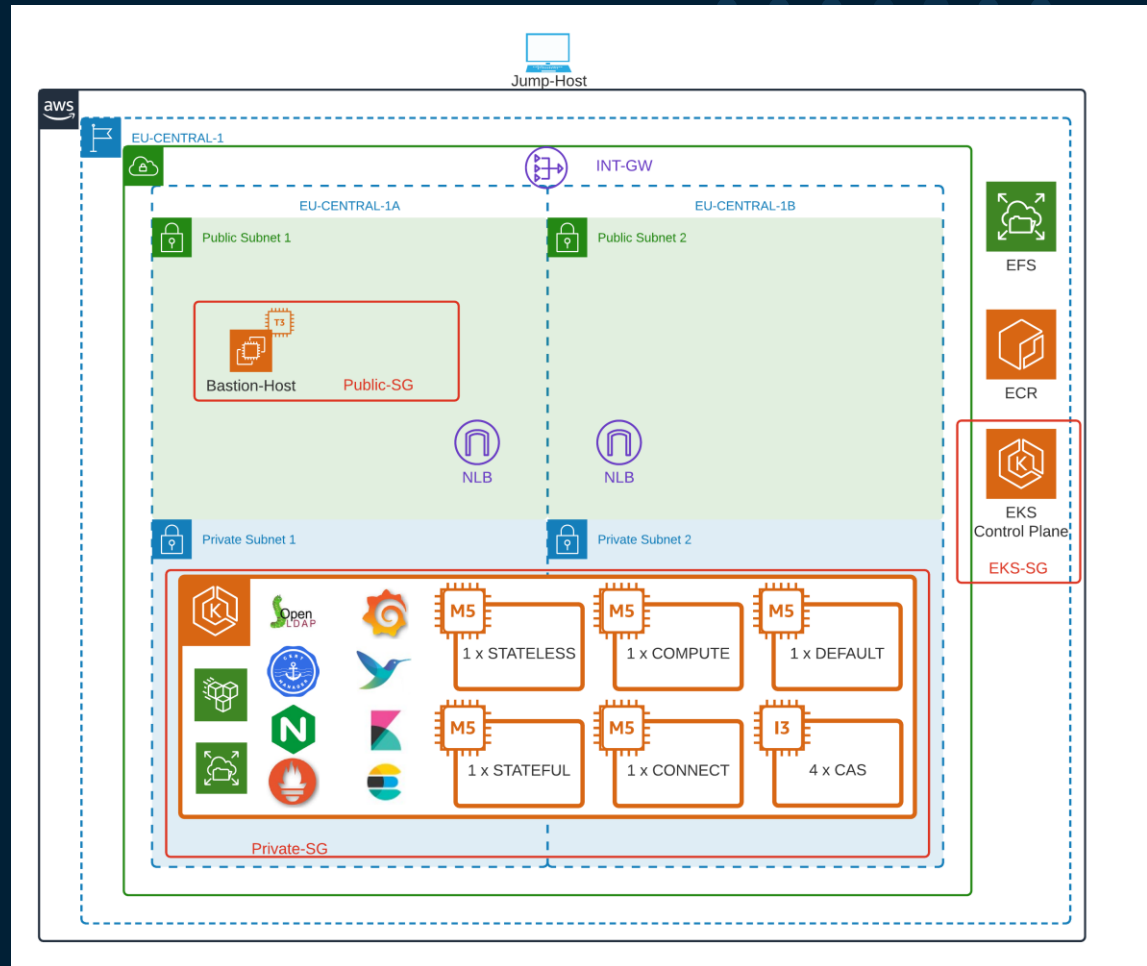 Jump-Host
aws
EU-CENTRAL-1
INT-GW
EU-CENTRAL-1A
EU-CENTRAL-1B
Public Subnet 1
Public Subnet 2
EFS
T3
Bastion-Host
Public-SG
ECR
NLB
NLB
EKS
Control Plane
EKS-SG
Private Subnet 1
Private Subnet 2
K
K
Open
LDAP
M5
1 x STATELESS
M5
1 x COMPUTE
M5
1 x DEFAULT
CERT
MANAGER
N
M5
1 x STATEFUL
M5
1 x CONNECT
I3
4 x CAS
Private-SG